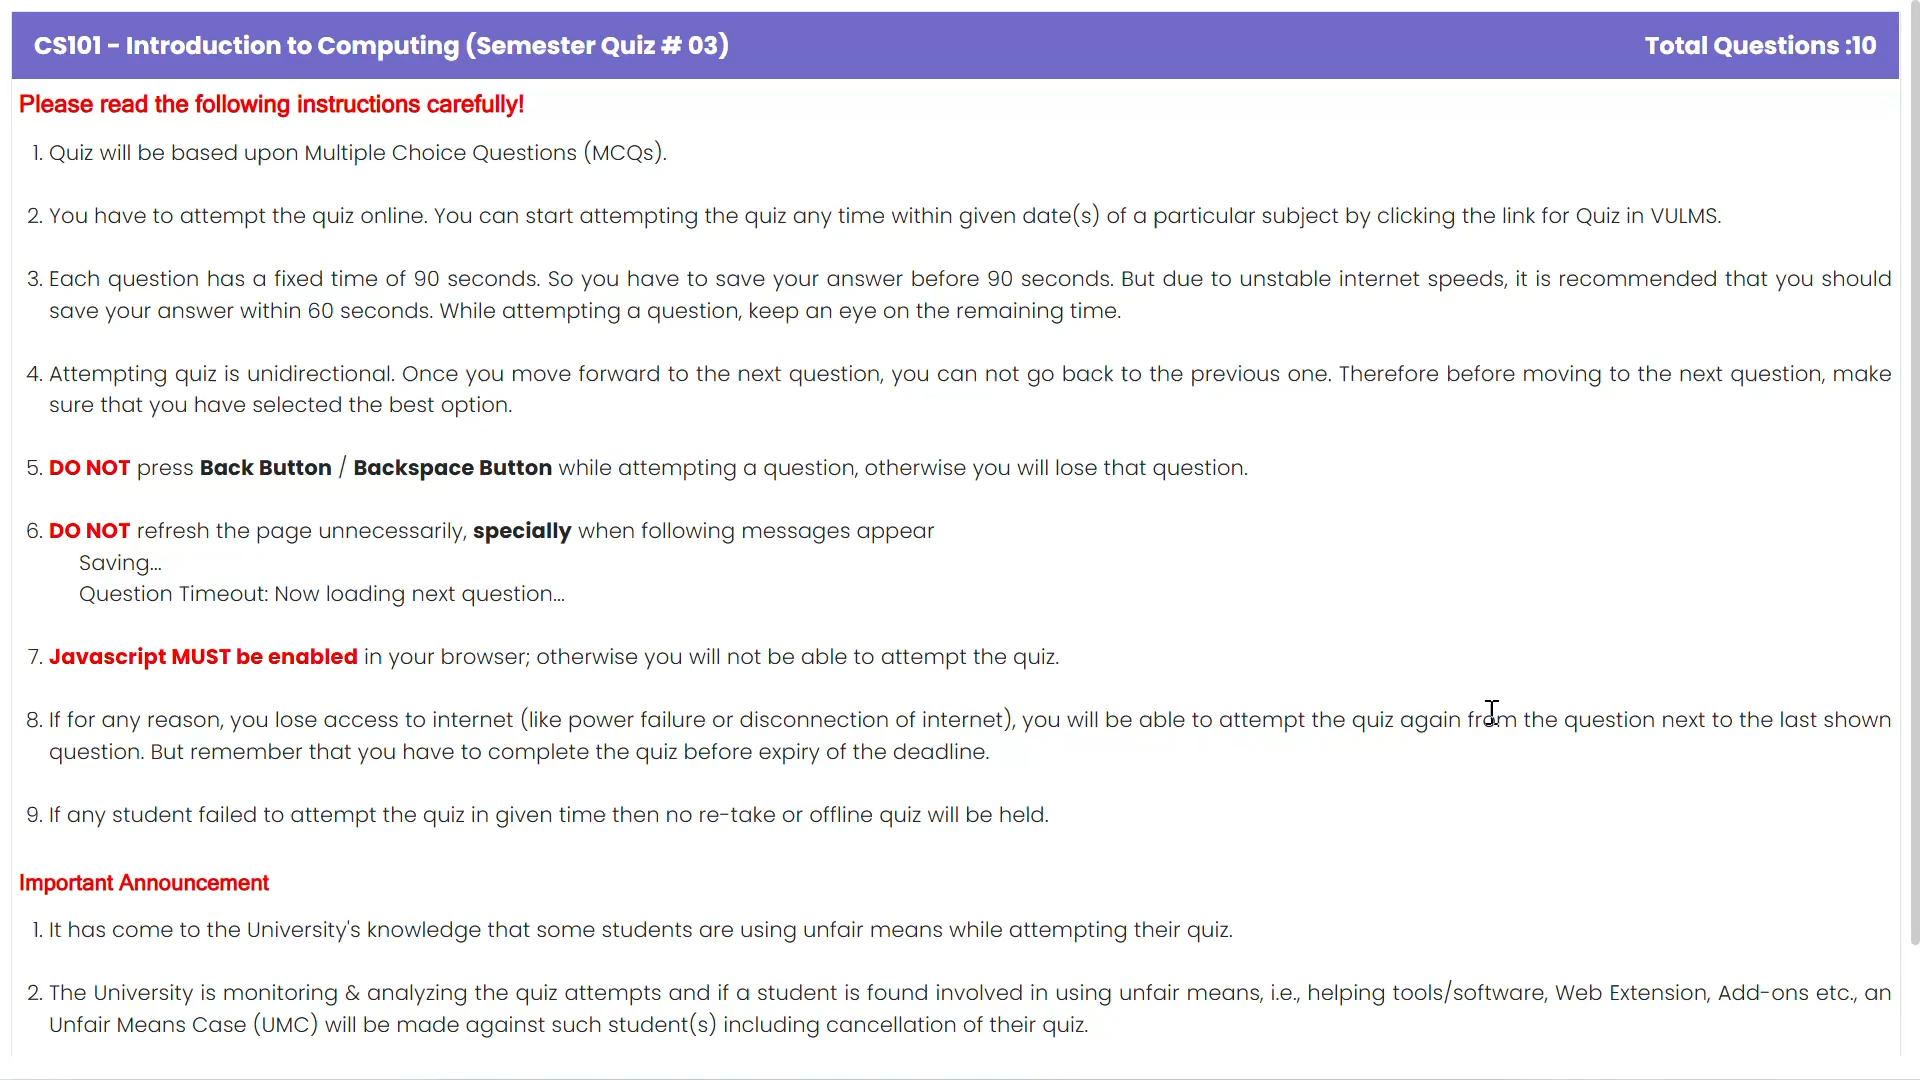 CS101 - Introduction to Computing (Semester Quiz # 03)
Total Questions :10
Please read the following instructions carefully!
1. Quiz will be based upon Multiple Choice Questions (MCQs).
2. You have to attempt the quiz online. You can start attempting the quiz any time within given date(s) of a particular subject by clicking the link for Quiz in VULMS.
3. Each question has a fixed time of 90 seconds. So you have to save your answer before 90 seconds. But due to unstable internet speeds, it is recommended that you should
save your answer within 60 seconds. While attempting a question, keep an eye on the remaining time.
4. Attempting quiz is unidirectional. Once you move forward to the next question, you can not go back to the previous one. Therefore before moving to the next question, make
sure that you have selected the best option.
5. DO NOT press Back Button / Backspace Button while attempting a question, otherwise you will lose that question.
6. DO NOT refresh the page unnecessarily, specially when following messages appear
Saving...
Question Timeout: Now loading next question...
7. Javascript MUST be enabled in your browser; otherwise you will not be able to attempt the quiz.
8. If for any reason, you lose access to internet (like power failure or disconnection of internet), you will be able to attempt the quiz again from the question next to the last shown
question. But remember that you have to complete the quiz before expiry of the deadline.
9. If any student failed to attempt the quiz in given time then no re-take or offline quiz will be held.
Important Announcement
1. It has come to the University's knowledge that some students are using unfair means while attempting their quiz.
2. The University is monitoring & analyzing the quiz attempts and if a student is found involved in using unfair means, i.e., helping tools/software, Web Extension, Add-ons etc., an
Unfair Means Case (UMC) will be made against such student(s) including cancellation of their quiz.